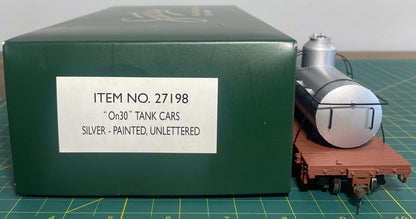 ITEM NO. 27198
"On30" TANK CARS
SILVER - PAINTED, UNLETTERED